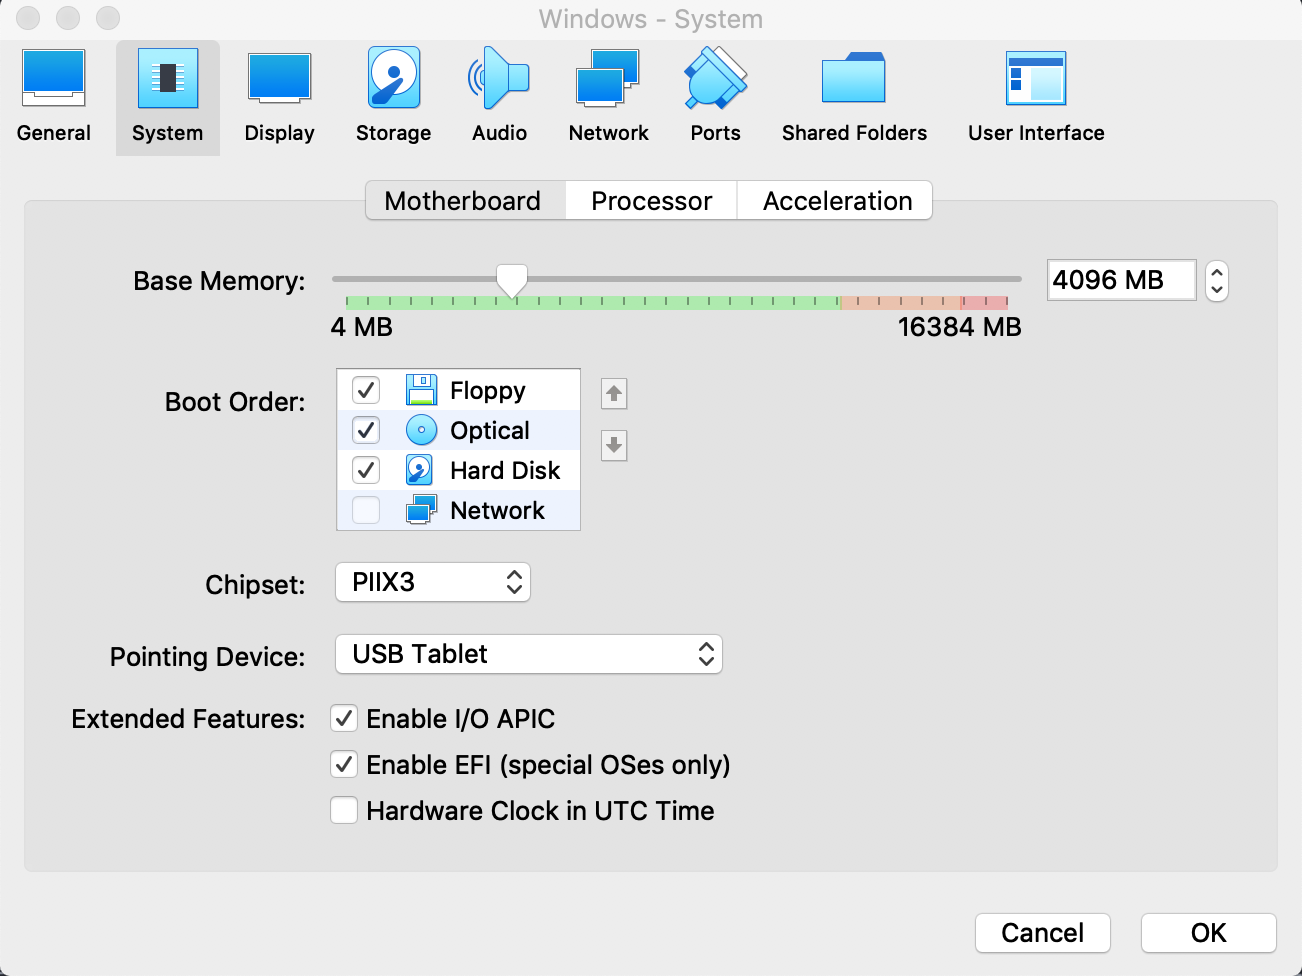 Windows - System
General System Display Storage Audio Network Ports Shared Folders User Interface
Motherboard Processor Acceleration
Base Memory: 4096 MB
4 MB 16384 MB
Boot Order: Floppy
Optical
Hard Disk
Network
Chipset: PIIX3
Pointing Device: USB Tablet
Extended Features: Enable I/O APIC
Enable EFI (special OSes only)
Hardware Clock in UTC Time
Cancel OK